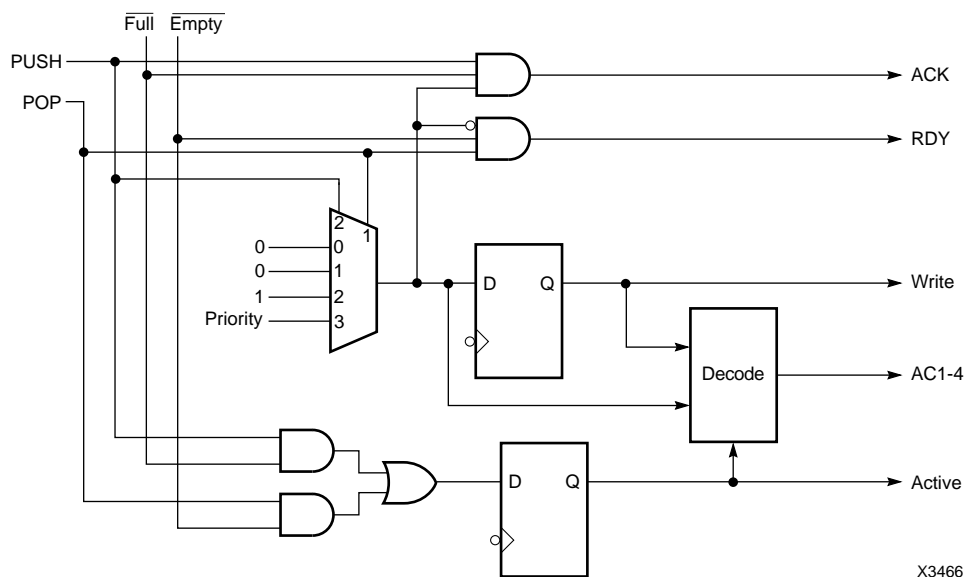 Full Empty
PUSH
ACK
POP
RDY
2
1
0 0
0 1
1 2
Priority 3
D Q
Write
Decode
AC1-4
D Q
Active
X3466